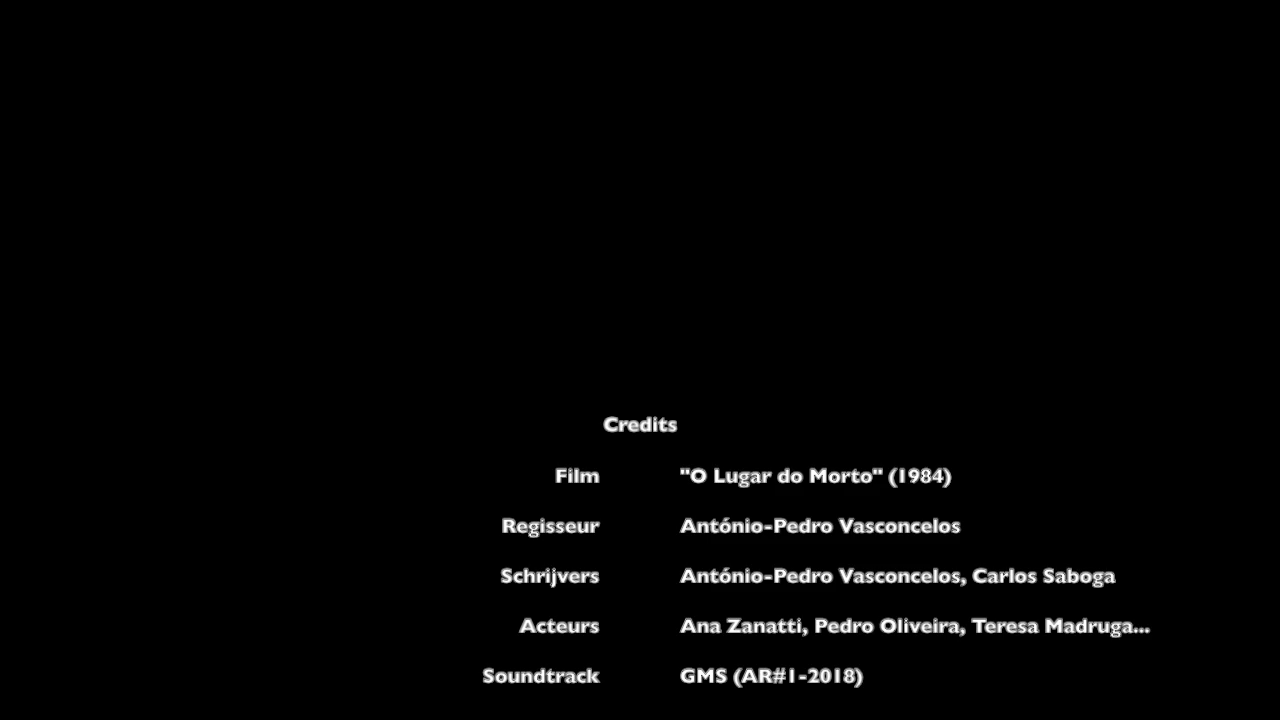 Credits
Film "O Lugar do Morto" (1984)
Regisseur António-Pedro Vasconcelos
Schrijvers António-Pedro Vasconcelos, Carlos Saboga
Acteurs Ana Zanatti, Pedro Oliveira, Teresa Madruga...
Soundtrack GMS (AR#1-2018)